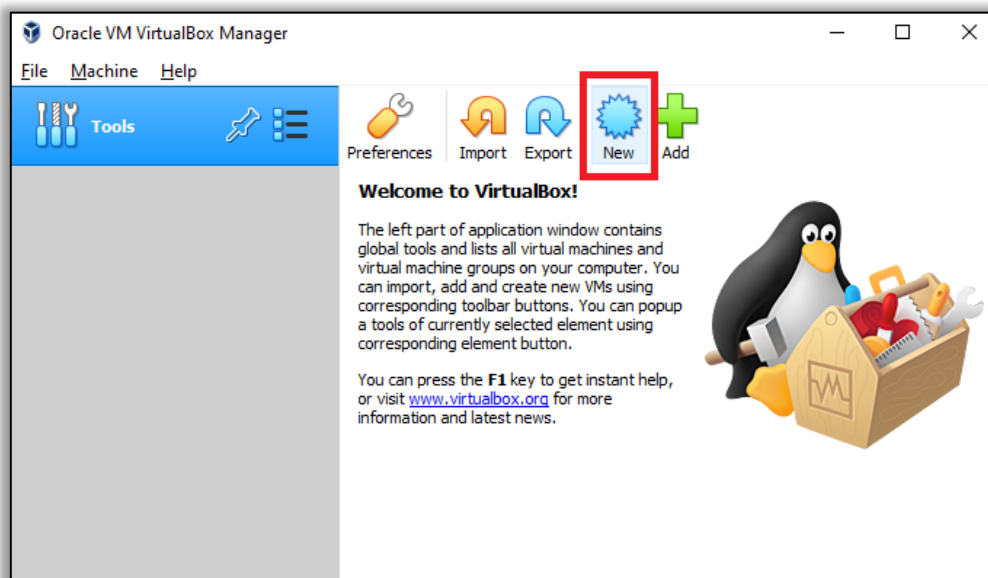 Oracle VM VirtualBox Manager
File Machine Help
Tools
Preferences Import Export New Add
Welcome to VirtualBox!
The left part of application window contains
global tools and lists all virtual machines and
virtual machine groups on your computer. You
can import, add and create new VMs using
corresponding toolbar buttons. You can popup
a tools of currently selected element using
corresponding element button.
You can press the F1 key to get instant help,
or visit www.virtualbox.org for more
information and latest news.